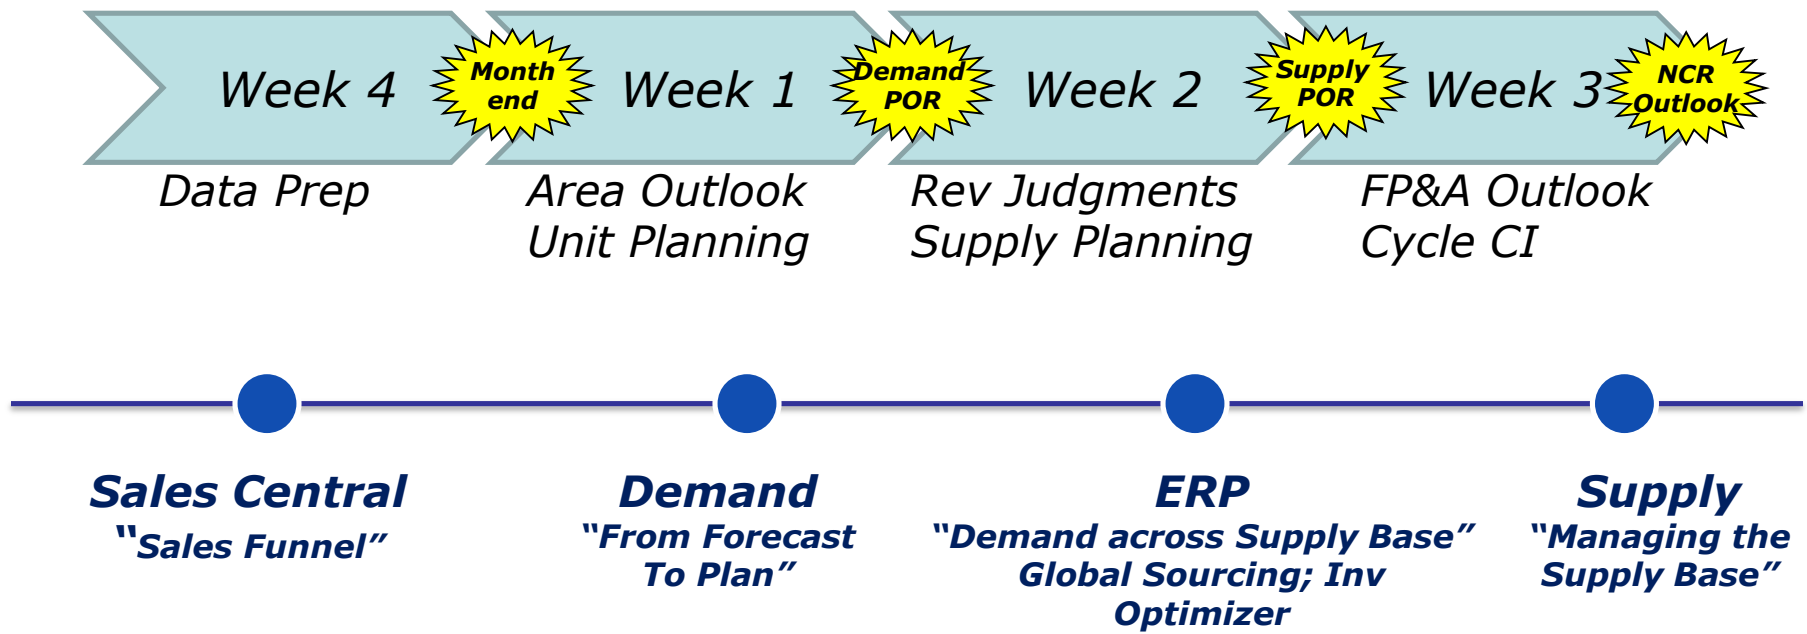 Week 4
Month
end
Week 1
Demand
POR
Week 2
Supply
POR
Week 3
NCR
Outlook
Data Prep
Area Outlook
Unit Planning
Rev Judgments
Supply Planning
FP&A Outlook
Cycle CI
Sales Central
“Sales Funnel”
Demand
“From Forecast
To Plan”
ERP
“Demand across Supply Base”
Global Sourcing; Inv
Optimizer
Supply
“Managing the
Supply Base”